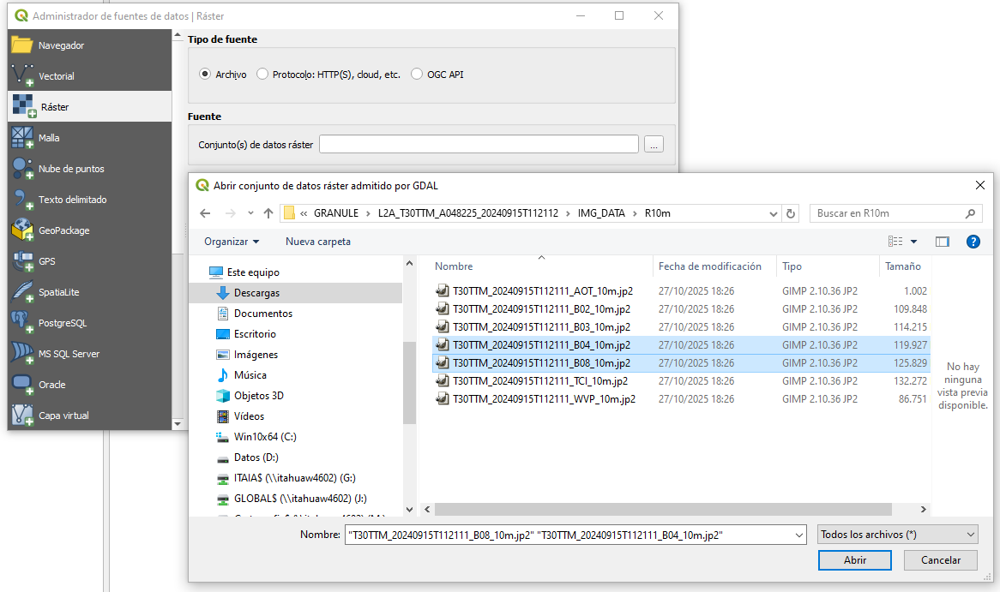 Administrador de fuentes de datos | Ráster
Navegador
Vectorial
Ráster
Malla
Nube de puntos
Texto delimitado
GeoPackage
GPS
SpatiaLite
PostgreSQL
MS SQL Server
Oracle
Capa virtual
Tipo de fuente
Archivo Protocolo: HTTP(S), cloud, etc. OGC API
Fuente
Conjunto(s) de datos ráster ...
Abrir conjunto de datos ráster admitido por GDAL
« GRANULE › L2A_T30TTM_A048225_20240915T112112 › IMG_DATA › R10m Buscar en R10m
Organizar Nueva carpeta
Este equipo
Descargas
Documentos
Escritorio
Imágenes
Música
Objetos 3D
Vídeos
Win10x64 (C:)
Datos (D:)
ITAIA$ (\\itahuaw4602) (G:)
GLOBAL$ (\\itahuaw4602) (J:)
Nombre Fecha de modificación Tipo Tamaño
T30TTM_20240915T112111_AOT_10m.jp2 27/10/2025 18:26 GIMP 2.10.36 JP2 1.002
T30TTM_20240915T112111_B02_10m.jp2 27/10/2025 18:26 GIMP 2.10.36 JP2 109.848
T30TTM_20240915T112111_B03_10m.jp2 27/10/2025 18:26 GIMP 2.10.36 JP2 114.215
T30TTM_20240915T112111_B04_10m.jp2 27/10/2025 18:26 GIMP 2.10.36 JP2 119.927
T30TTM_20240915T112111_B08_10m.jp2 27/10/2025 18:26 GIMP 2.10.36 JP2 125.829
T30TTM_20240915T112111_TCI_10m.jp2 27/10/2025 18:26 GIMP 2.10.36 JP2 132.272
T30TTM_20240915T112111_WVP_10m.jp2 27/10/2025 18:26 GIMP 2.10.36 JP2 86.751
No hay
ninguna
vista previa
disponible.
Nombre: "T30TTM_20240915T112111_B08_10m.jp2" "T30TTM_20240915T112111_B04_10m.jp2" Todos los archivos (*)
Abrir Cancelar